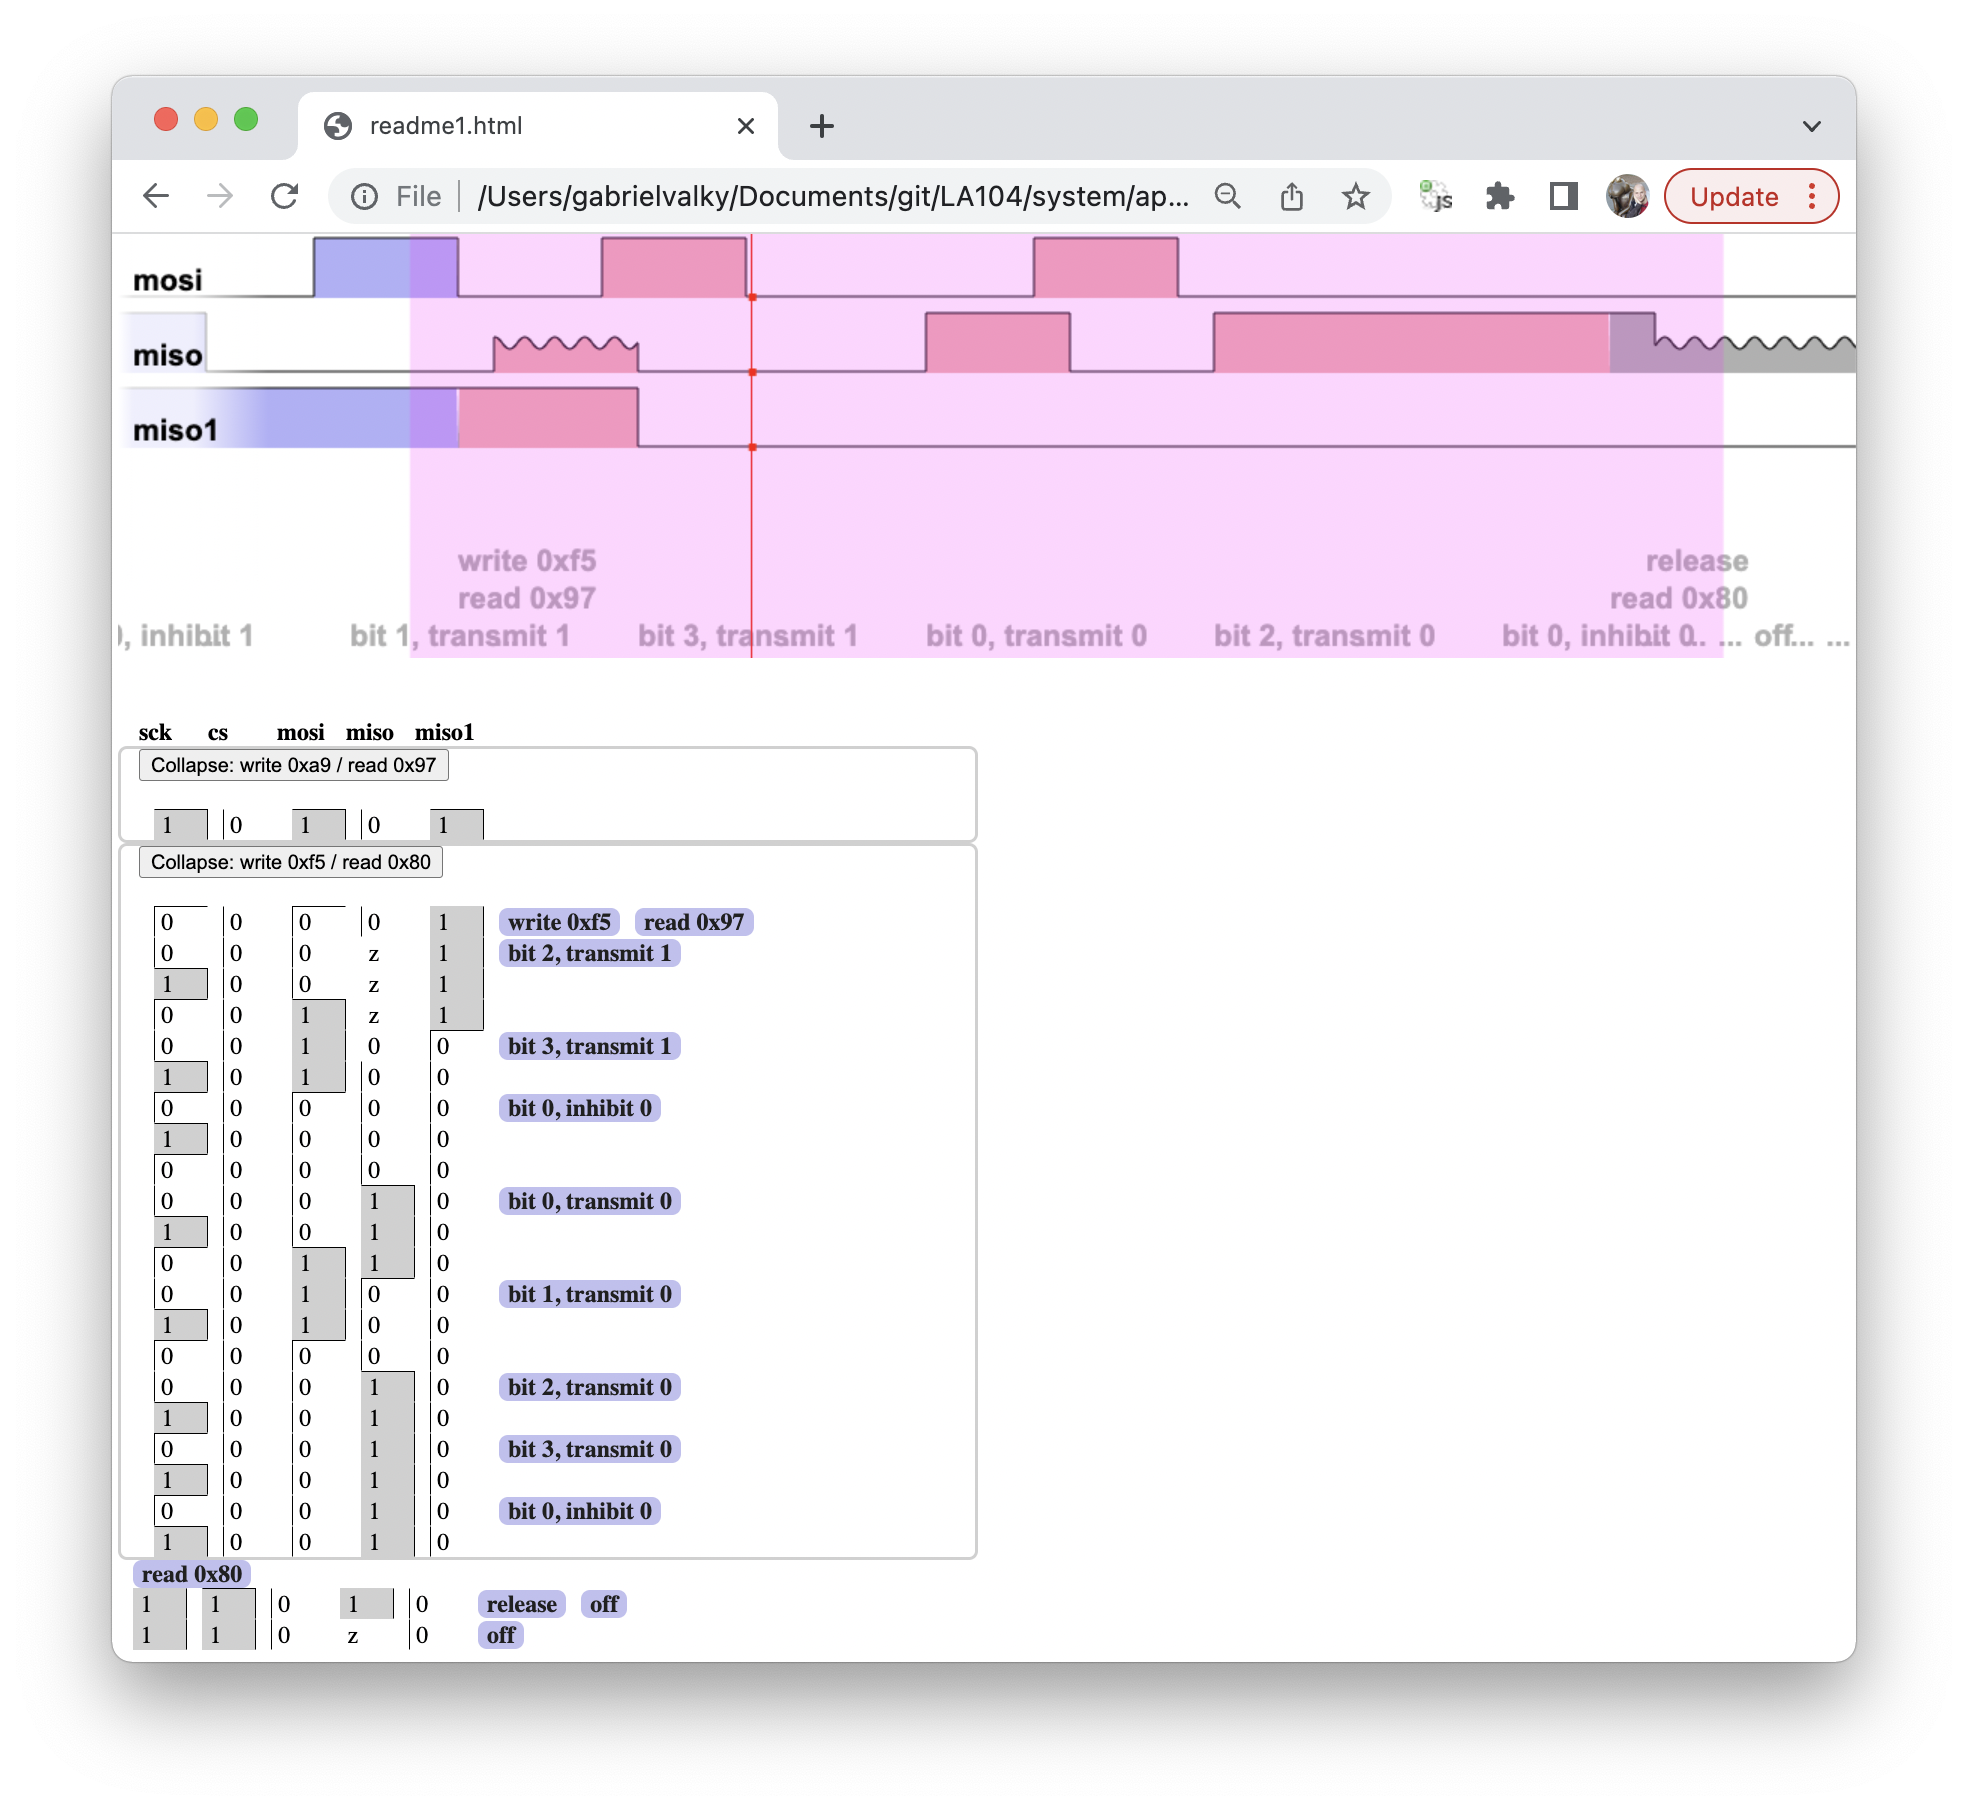 readme1.html
File /Users/gabrielvalky/Documents/git/LA104/system/ap... js Update
mosi
miso
miso1
write 0xf5 release
read 0x97 read 0x80
), inhibit 1 bit 1, transmit 1 bit 3, transmit 1 bit 0, transmit 0 bit 2, transmit 0 bit 0, inhibit 0.. ... off... ...
sck cs mosi miso miso1
Collapse: write 0xa9 / read 0x97
1 0 1 0 1
Collapse: write 0xf5 / read 0x80
0 0 0 0 1 write 0xf5 read 0x97
0 0 0 z 1 bit 2, transmit 1
1 0 0 z 1
0 0 1 z 1
0 0 1 0 0 bit 3, transmit 1
1 0 1 0 0
0 0 0 0 0 bit 0, inhibit 0
1 0 0 0 0
0 0 0 0 0
0 0 0 1 0 bit 0, transmit 0
1 0 0 1 0
0 0 1 1 0
0 0 1 0 0 bit 1, transmit 0
1 0 1 0 0
0 0 0 0 0
0 0 0 1 0 bit 2, transmit 0
1 0 0 1 0
0 0 0 1 0 bit 3, transmit 0
1 0 0 1 0
0 0 0 1 0 bit 0, inhibit 0
1 0 0 1 0
read 0x80
1 1 0 1 0 release off
1 1 0 z 0 off